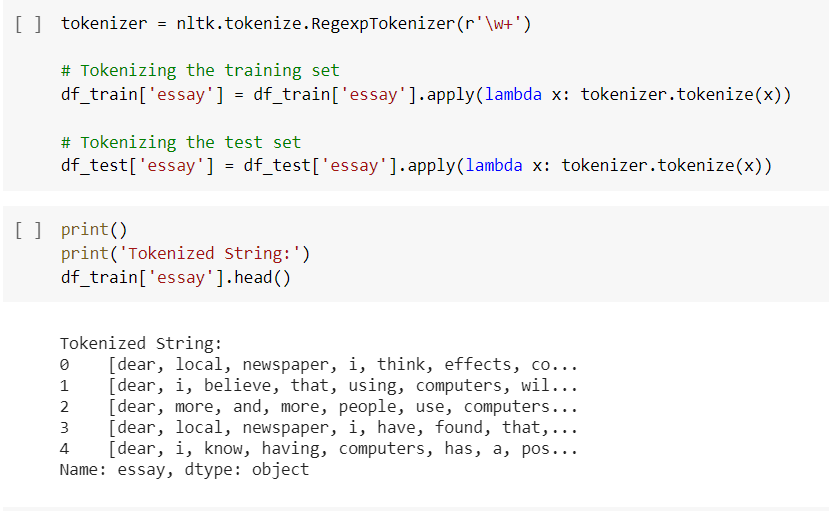 [ ] tokenizer = nltk.tokenize.RegexpTokenizer(r'\w+')
# Tokenizing the training set
df_train['essay'] = df_train['essay'].apply(lambda x: tokenizer.tokenize(x))
# Tokenizing the test set
df_test['essay'] = df_test['essay'].apply(lambda x: tokenizer.tokenize(x))
[ ] print()
print('Tokenized String:')
df_train['essay'].head()
Tokenized String:
0    [dear, local, newspaper, i, think, effects, co...
1    [dear, i, believe, that, using, computers, wil...
2    [dear, more, and, more, people, use, computers...
3    [dear, local, newspaper, i, have, found, that,...
4    [dear, i, know, having, computers, has, a, pos...
Name: essay, dtype: object